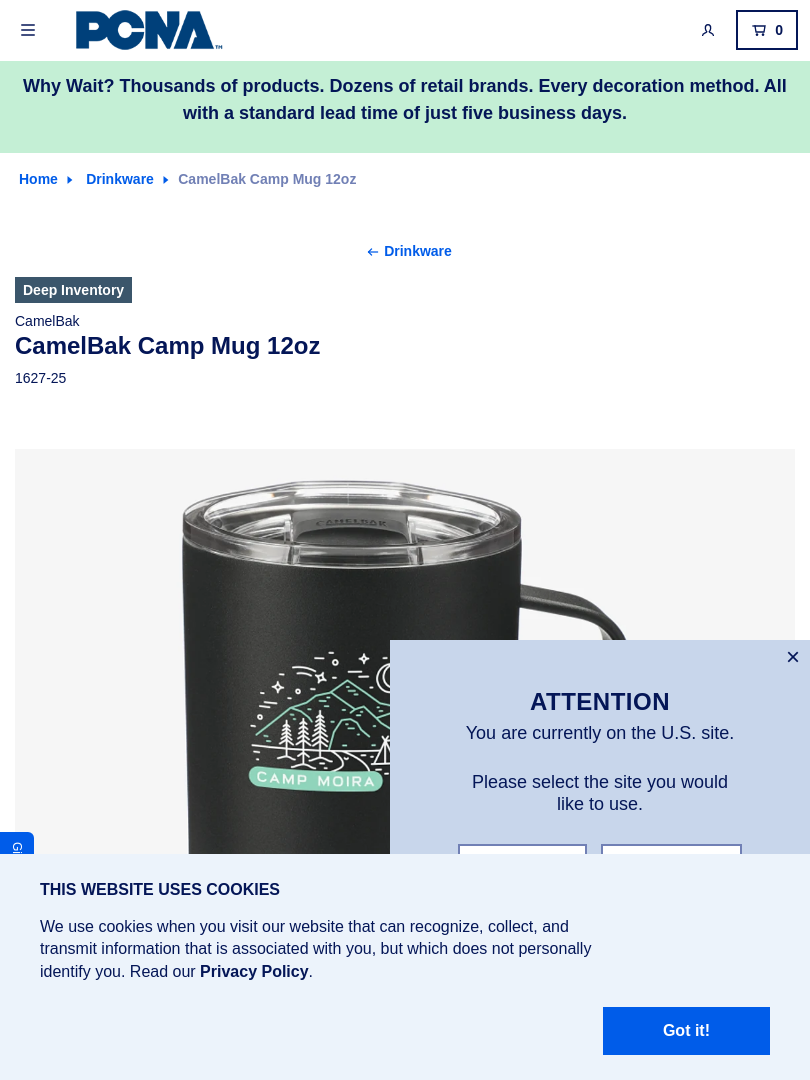 PCNA™
0
Why Wait? Thousands of products. Dozens of retail brands. Every decoration method. All
with a standard lead time of just five business days.
Home
Drinkware
CamelBak Camp Mug 12oz
Drinkware
Deep Inventory
CamelBak
CamelBak Camp Mug 12oz
1627-25
CAMELBAK
CAMP MOIRA
ATTENTION
You are currently on the U.S. site.
Please select the site you would
like to use.
THIS WEBSITE USES COOKIES
We use cookies when you visit our website that can recognize, collect, and
transmit information that is associated with you, but which does not personally
identify you. Read our Privacy Policy.
Got it!